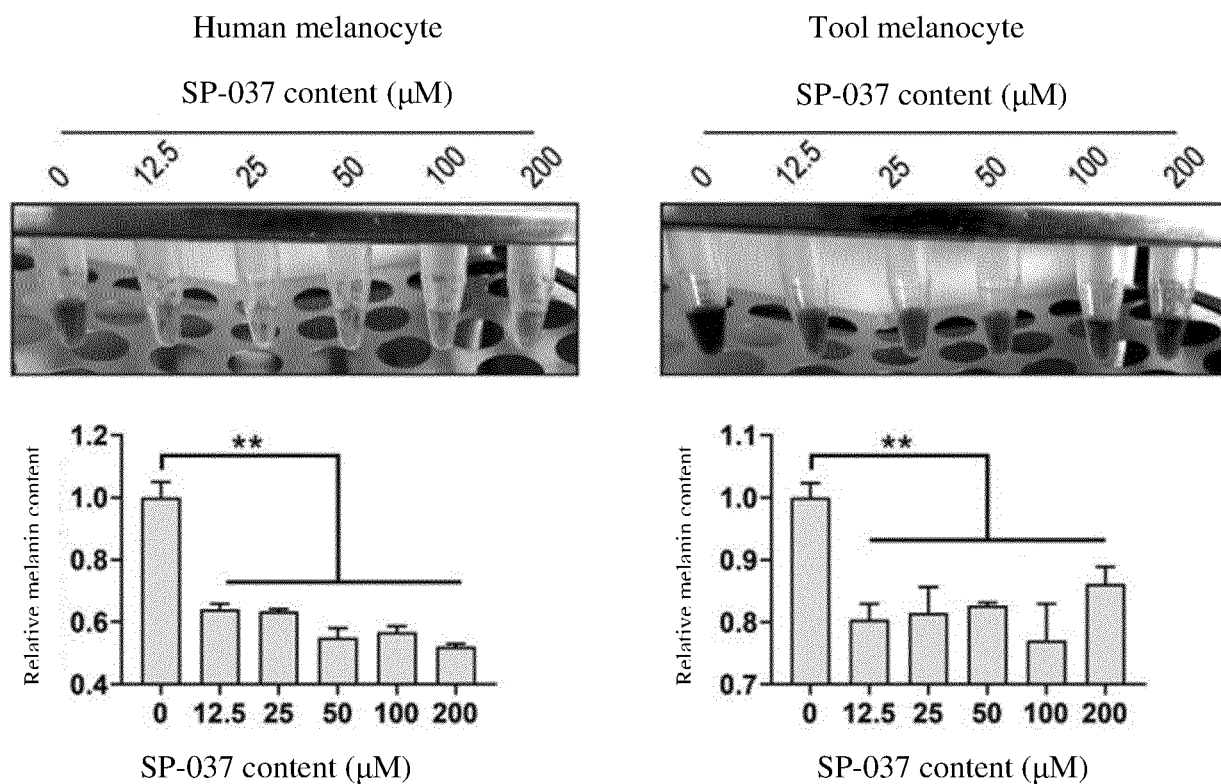 Human melanocyte
SP-037 content (μM)
0 12.5 25 50 100 200
Relative melanin content
1.2
1.0
0.8
0.6
0.4
**
0 12.5 25 50 100 200
SP-037 content (μM)
Tool melanocyte
SP-037 content (μM)
0 12.5 25 50 100 200
Relative melanin content
1.1
1.0
0.9
0.8
0.7
**
0 12.5 25 50 100 200
SP-037 content (μM)